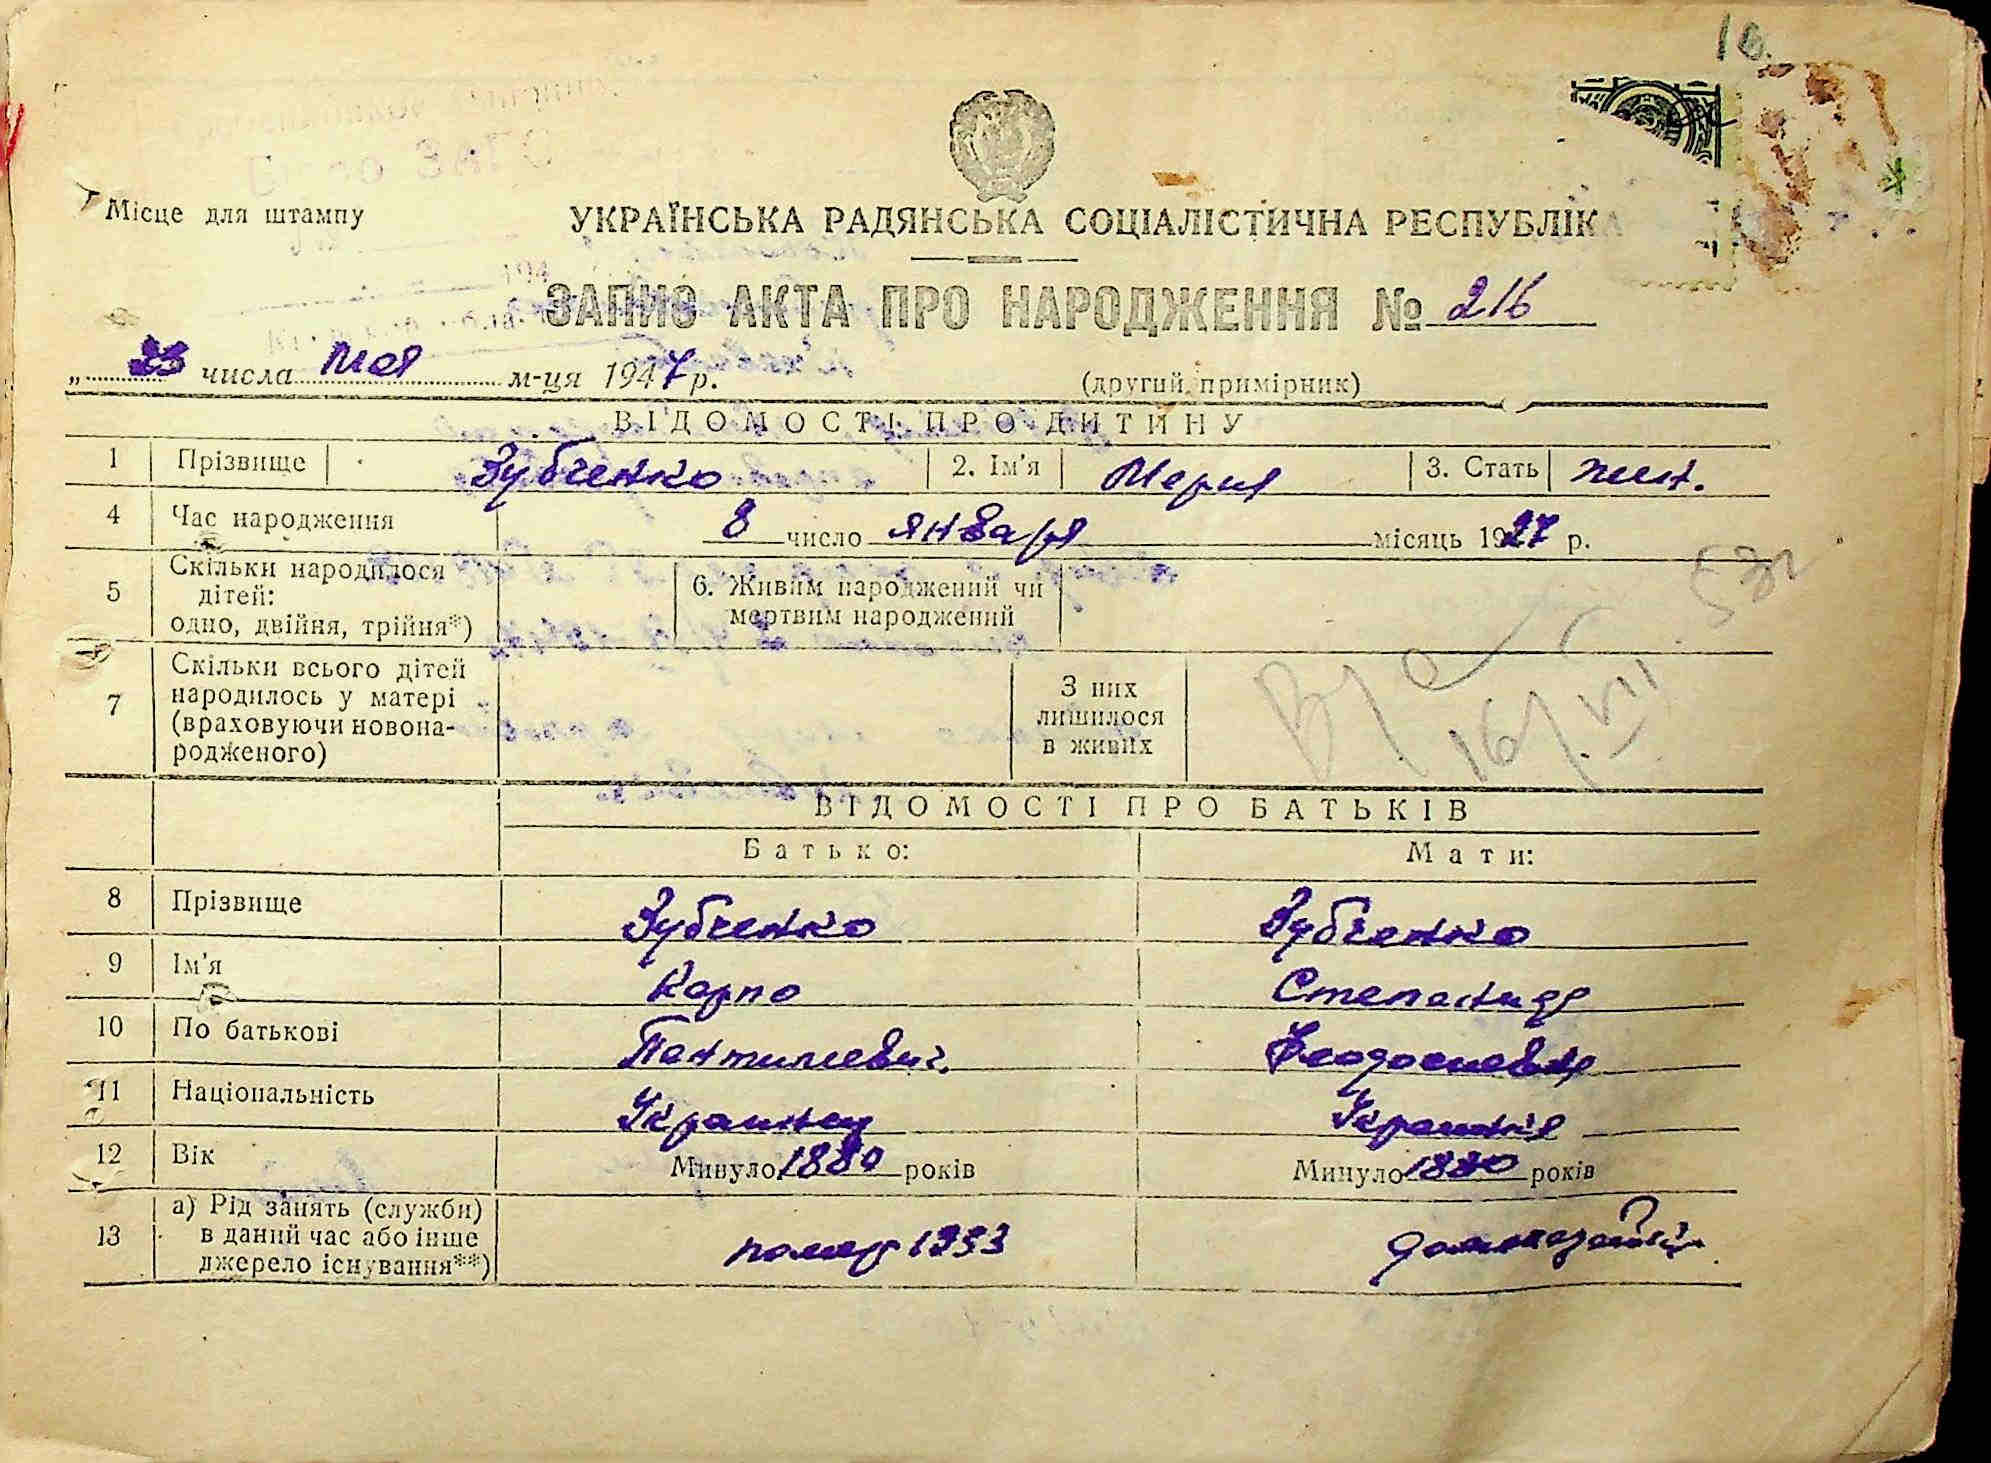 18.
Місце для штампу
УКРАЇНСЬКА РАДЯНСЬКА СОЦІАЛІСТИЧНА РЕСПУБЛІКА
ЗАПИС АКТА ПРО НАРОДЖЕННЯ № 216
„ 23 числа Мая м-ця 1947 р.
(другий примірник)
ВІДОМОСТІ ПРО ДИТИНУ
1 Прізвище Зубченко 2. Ім'я Мария 3. Стать жен.
4 Час народження 8 число января місяць 1927 р.
5 Скільки народилося дітей: одно, двійня, трійня*) 6. Живим народжений чи мертвим народжений
7 Скільки всього дітей народилось у матері (враховуючи новонародженого) З них лишилося в живих
16/VII
ВІДОМОСТІ ПРО БАТЬКІВ
Батько: Мати:
8 Прізвище Зубченко Зубченко
9 Ім'я Карпо Степанида
10 По батькові Пантилеевич Феодосиевна
11 Національність Украинец Украинка
12 Вік Минуло 1880 років Минуло 1880 років
13 а) Рід занять (служби) в даний час або інше джерело існування**) помер 1933